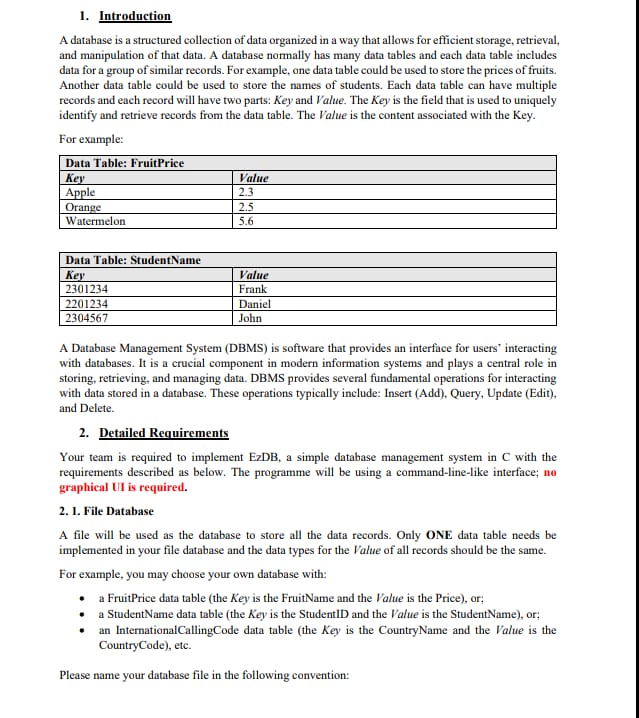 1. Introduction
A database is a structured collection of data organized in a way that allows for efficient storage, retrieval,
and manipulation of that data. A database normally has many data tables and each data table includes
data for a group of similar records. For example, one data table could be used to store the prices of fruits.
Another data table could be used to store the names of students. Each data table can have multiple
records and each record will have two parts: Key and Value. The Key is the field that is used to uniquely
identify and retrieve records from the data table. The Value is the content associated with the Key.
For example:
Data Table: FruitPrice
Key Value
Apple 2.3
Orange 2.5
Watermelon 5.6
Data Table: StudentName
Key Value
2301234 Frank
2201234 Daniel
2304567 John
A Database Management System (DBMS) is software that provides an interface for users' interacting
with databases. It is a crucial component in modern information systems and plays a central role in
storing, retrieving, and managing data. DBMS provides several fundamental operations for interacting
with data stored in a database. These operations typically include: Insert (Add), Query, Update (Edit),
and Delete.
2. Detailed Requirements
Your team is required to implement EzDB, a simple database management system in C with the
requirements described as below. The programme will be using a command-line-like interface; no
graphical UI is required.
2. 1. File Database
A file will be used as the database to store all the data records. Only ONE data table needs be
implemented in your file database and the data types for the Value of all records should be the same.
For example, you may choose your own database with:
• a FruitPrice data table (the Key is the FruitName and the Value is the Price), or;
• a StudentName data table (the Key is the StudentID and the Value is the StudentName), or;
• an InternationalCallingCode data table (the Key is the CountryName and the Value is the
CountryCode), etc.
Please name your database file in the following convention: